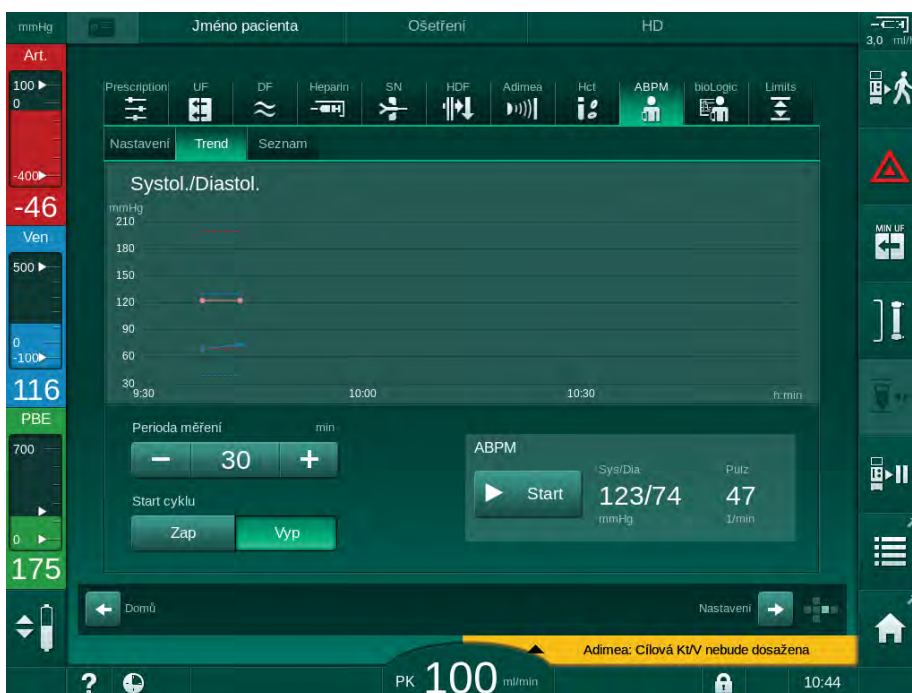 mmHg
Jméno pacienta
Ošetření
HD
3,0 ml/h
Art.
100
0
-400
-46
Ven
500
0
-100
116
PBE
700
0
175
Prescription
UF
DF
Heparin
SN
HDF
Adimea
Hct
ABPM
bioLogic
Limits
Nastavení
Trend
Seznam
Systol./Diastol.
mmHg
210
180
150
120
90
60
30
9:30
10:00
10:30
h:min
Perioda měření
min
− 30 +
Start cyklu
Zap
Vyp
ABPM
Start
Sys/Dia
123/74
mmHg
Pulz
47
1/min
MIN UF
Domů
Nastavení
Adimea: Cílová Kt/V nebude dosažena
?
PK 100 ml/min
10:44